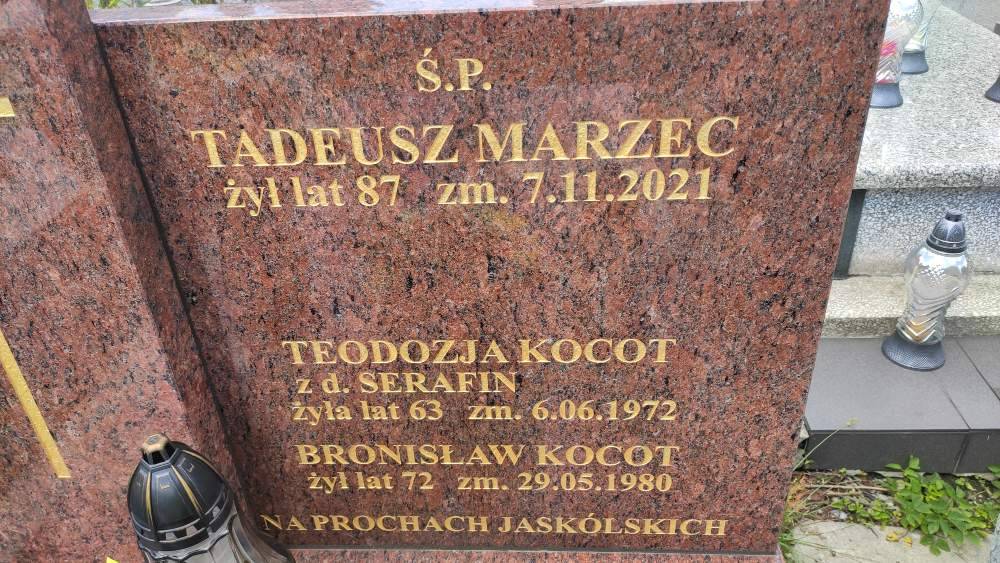 Ś.P.
TADEUSZ MARZEC
żył lat 87 zm. 7.11.2021
TEODOZJA KOCOT
z d. SERAFIN
żyła lat 63 zm. 6.06.1972
BRONISŁAW KOCOT
żył lat 72 zm. 29.05.1980
NA PROCHACH JASKÓLSKICH